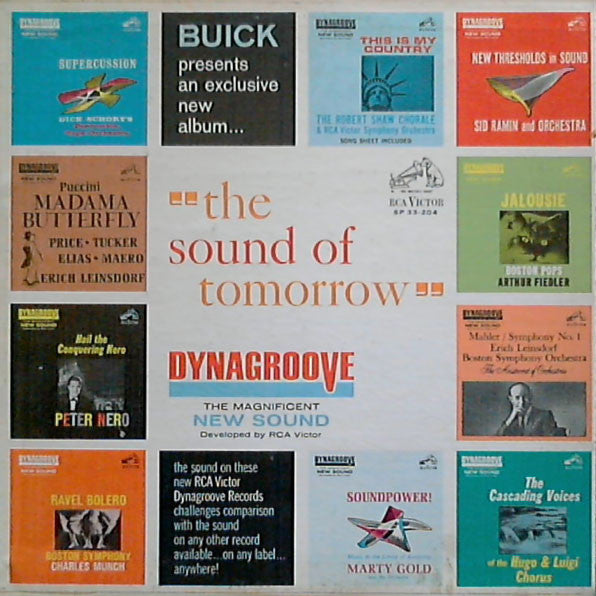 DYNAGROOVE
NEW SOUND
SUPERCUSSION
DICK SCHORY'S
BUICK
presents
an exclusive
new
album...
DYNAGROOVE
NEW SOUND
THIS IS MY
COUNTRY
THE ROBERT SHAW CHORALE
& RCA Victor Symphony Orchestra
SONG SHEET INCLUDED
DYNAGROOVE
NEW SOUND
NEW THRESHOLDS in SOUND
SID RAMIN and ORCHESTRA
DYNAGROOVE
NEW SOUND
Puccini
MADAMA
BUTTERFLY
PRICE • TUCKER
ELIAS • MAERO
ERICH LEINSDORF
"the
sound of
tomorrow"
RCA VICTOR
SP 33-204
JALOUSIE
BOSTON POPS
ARTHUR FIEDLER
DYNAGROOVE
NEW SOUND
Hail the
Conquering Nero
PETER NERO
DYNAGROOVE
THE MAGNIFICENT
NEW SOUND
Developed by RCA Victor
DYNAGROOVE
Mahler/Symphony No. 1
Erich Leinsdorf
Boston Symphony Orchestra
The Aristocrat of Orchestras
DYNAGROOVE
NEW SOUND
RAVEL BOLERO
BOSTON SYMPHONY
CHARLES MUNCH
the sound on these
new RCA Victor
Dynagroove Records
challenges comparison
with the sound
on any other record
available...on any label...
anywhere!
DYNAGROOVE
NEW SOUND
SOUNDPOWER!
MARTY GOLD
DYNAGROOVE
NEW SOUND
The
Cascading Voices
of the Hugo & Luigi
Chorus